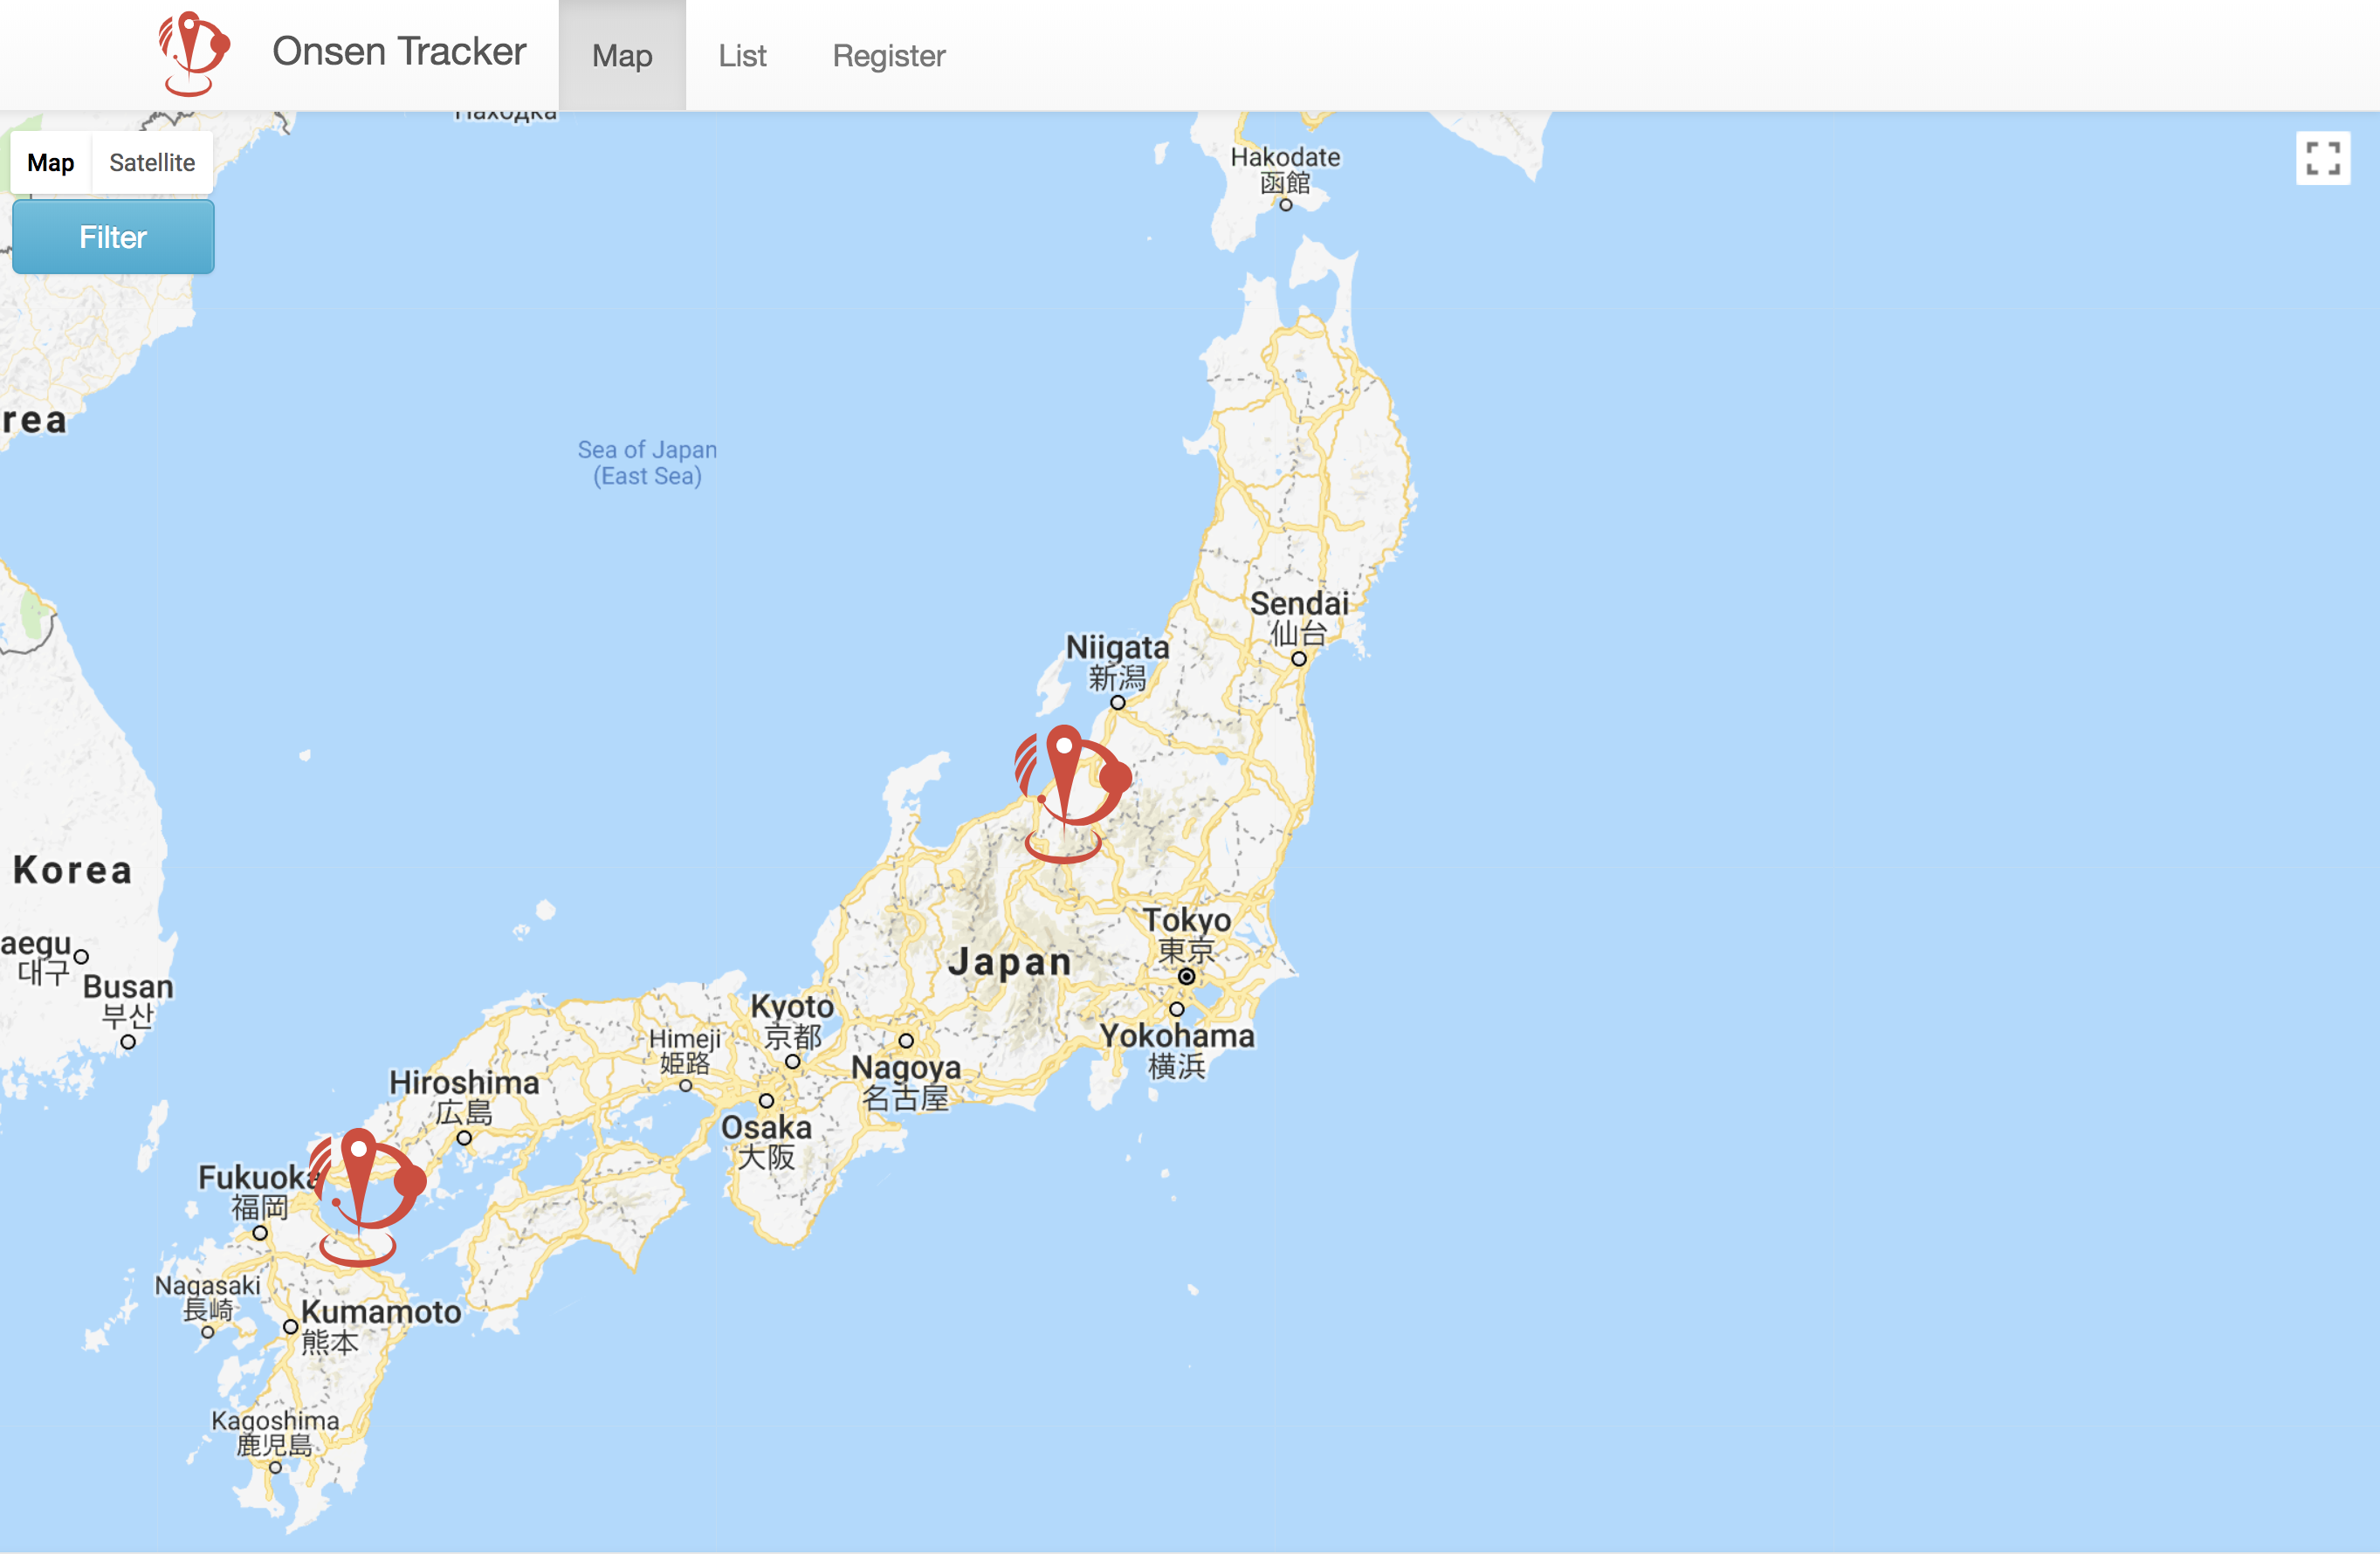 Onsen Tracker
Map
List
Register
Находка
Map
Satellite
Filter
Hakodate
函館
rea
Sea of Japan
(East Sea)
Sendai
仙台
Niigata
新潟
Korea
Tokyo
東京
aegu
대구
Japan
Busan
부산
Kyoto
京都
Himeji
姫路
Yokohama
横浜
Nagoya
名古屋
Hiroshima
広島
Osaka
大阪
Fukuoka
福岡
Nagasaki
長崎
Kumamoto
熊本
Kagoshima
鹿児島